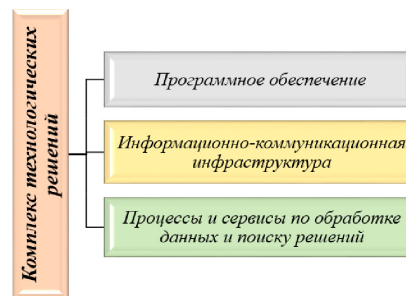 Комплекс технологических
решений
Программное обеспечение
Информационно-коммуникационная
инфраструктура
Процессы и сервисы по обработке
данных и поиску решений